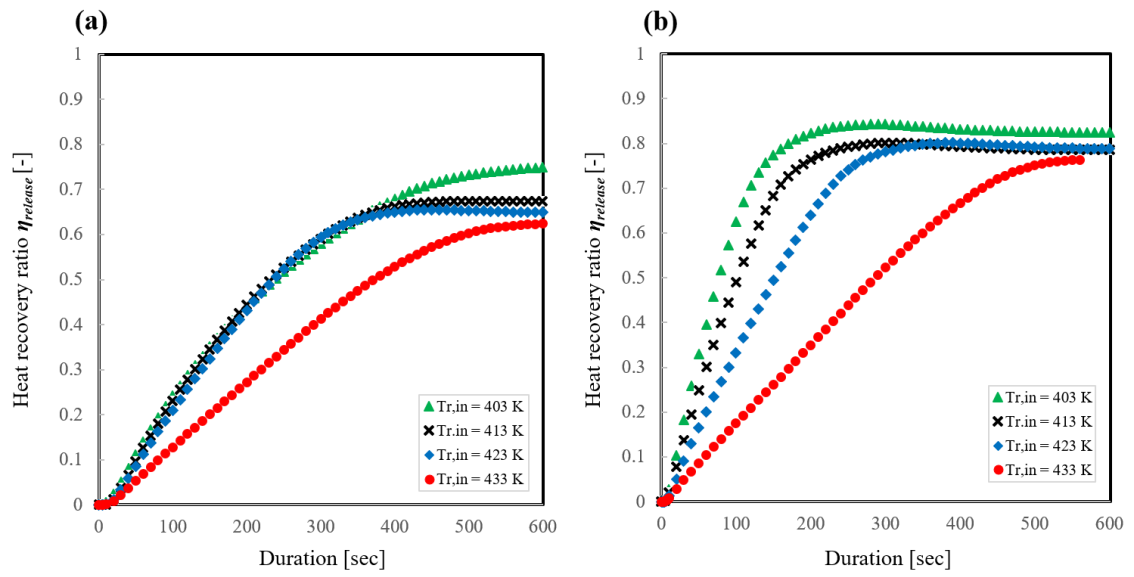 (a)
Heat recovery ratio ηrelease [-]
1
0.9
0.8
0.7
0.6
0.5
0.4
0.3
0.2
0.1
0
0 100 200 300 400 500 600
Duration [sec]
Tr,in = 403 K
Tr.in = 413 K
Tr,in = 423 K
Tr,in = 433 K
(b)
Heat recovery ratio ηrelease [-]
1
0.9
0.8
0.7
0.6
0.5
0.4
0.3
0.2
0.1
0
0 100 200 300 400 500 600
Duration [sec]
Tr,in = 403 K
Tr.in = 413 K
Tr,in = 423 K
Tr,in = 433 K